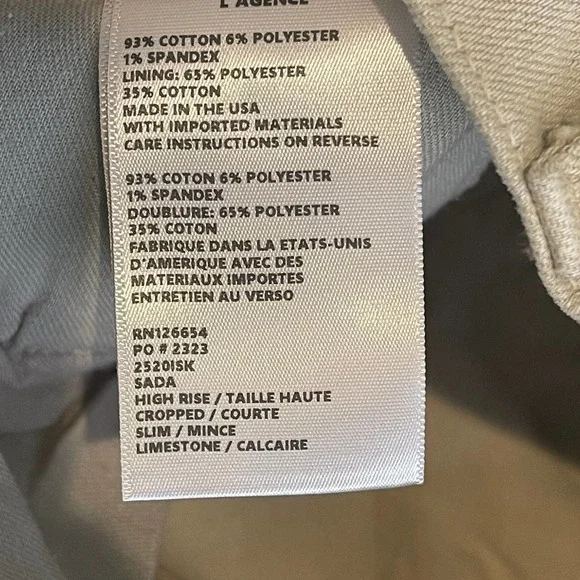 L'AGENCE
93% COTTON 6% POLYESTER
1% SPANDEX
LINING: 65% POLYESTER
35% COTTON
MADE IN THE USA
WITH IMPORTED MATERIALS
CARE INSTRUCTIONS ON REVERSE
93% COTON 6% POLYESTER
1% SPANDEX
DOUBLURE: 65% POLYESTER
35% COTON
FABRIQUE DANS LA ETATS-UNIS
D'AMERIQUE AVEC DES
MATERIAUX IMPORTES
ENTRETIEN AU VERSO
RN126654
PO # 2323
2520ISK
SADA
HIGH RISE / TAILLE HAUTE
CROPPED / COURTE
SLIM / MINCE
LIMESTONE / CALCAIRE